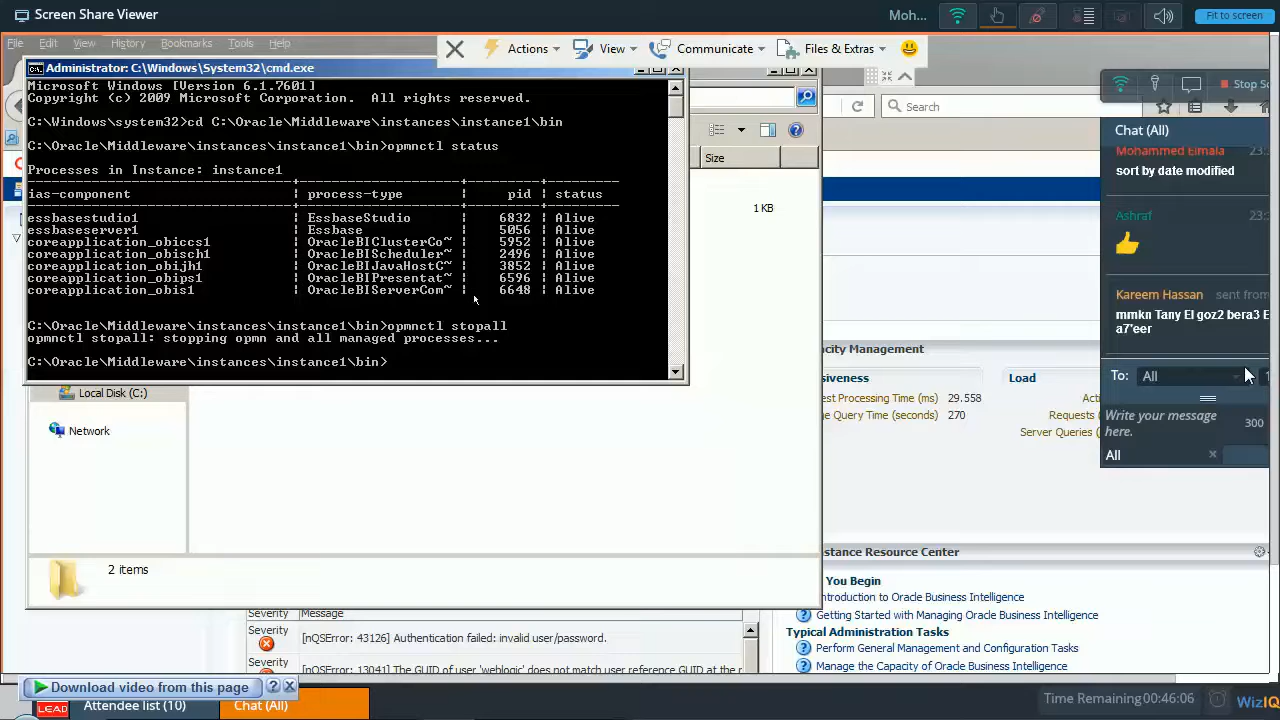 Screen Share Viewer
Moh...
Fit to screen
File Edit View History Bookmarks Tools Help
Actions View Communicate Files & Extras
Administrator: C:\Windows\System32\cmd.exe
Microsoft Windows [Version 6.1.7601]
Copyright (c) 2009 Microsoft Corporation.  All rights reserved.
C:\Windows\system32>cd C:\Oracle\Middleware\instances\instance1\bin
C:\Oracle\Middleware\instances\instance1\bin>opmnctl status
Processes in Instance: instance1
ias-component | process-type | pid | status
essbasestudio1 | EssbaseStudio | 6832 | Alive
essbaseserver1 | Essbase | 5056 | Alive
coreapplication_obiccs1 | OracleBIClusterCo~ | 5952 | Alive
coreapplication_obisch1 | OracleBIScheduler~ | 2496 | Alive
coreapplication_obijh1 | OracleBIJavaHostC~ | 3852 | Alive
coreapplication_obips1 | OracleBIPresentat~ | 6596 | Alive
coreapplication_obis1 | OracleBIServerCom~ | 6648 | Alive
C:\Oracle\Middleware\instances\instance1\bin>opmnctl stopall
opmnctl stopall: stopping opmn and all managed processes...
C:\Oracle\Middleware\instances\instance1\bin>
Size
1 KB
Local Disk (C:)
Network
2 items
Search
Stop Sc
Chat (All)
Mohammed Elmala 23:
sort by date modified
Ashraf 23:
Kareem Hassan sent from
mmkn Tany El goz2 bera3 E
a7'eer
To: All
Write your message
here.
300
All
acity Management
siveness
Load
est Processing Time (ms) 29.558
ge Query Time (seconds) 270
Acti
Requests (
Server Queries (
stance Resource Center
You Begin
ntroduction to Oracle Business Intelligence
Getting Started with Managing Oracle Business Intelligence
Typical Administration Tasks
Perform General Management and Configuration Tasks
Manage the Capacity of Oracle Business Intelligence
Severity Message
Severity
[nQSError: 43126] Authentication failed: invalid user/password.
Severity
[nQSError: 13041] The GUID of user 'weblogic' does not match user reference GUID at the r
Download video from this page
LEAD
Attendee list (10)
Chat (All)
Time Remaining 00:46:06
WizIQ